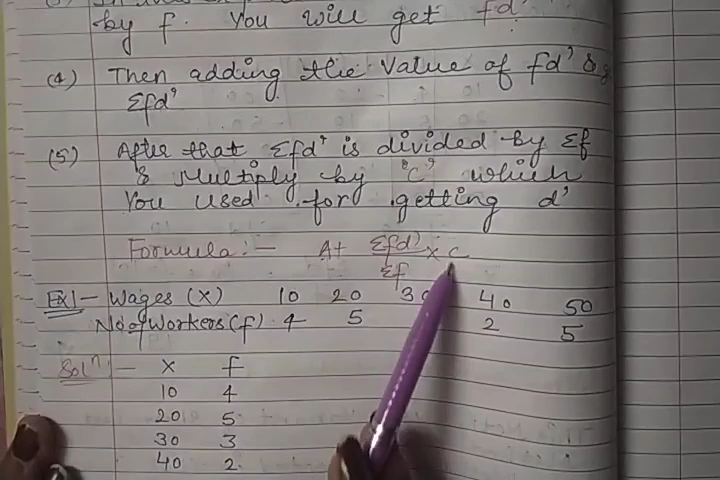 by f. You will get fd'
(4) Then adding the Value of fd' &
Σfd'
(5) After that Σfd' is divided by Σf
& Multiply by 'c' which
You Used for getting d'
Formula:- A+ Σfd'/Σf × C
Ex1- Wages (X) 10 20 30 40 50
No of Workers (f) 4 5 2 5
Solⁿ:- X f
10 4
20 5
30 3
40 2